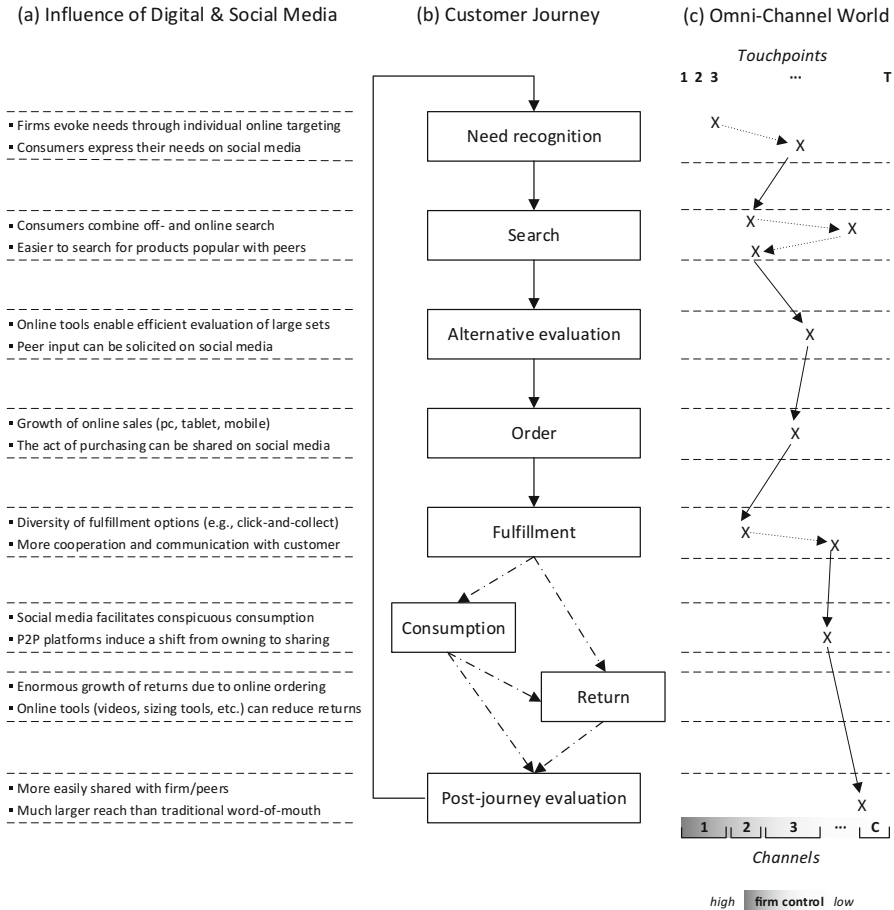 (a) Influence of Digital & Social Media
(b) Customer Journey
(c) Omni-Channel World
Touchpoints
1 2 3 ... T
▪ Firms evoke needs through individual online targeting
▪ Consumers express their needs on social media
Need recognition
X
X
▪ Consumers combine off- and online search
▪ Easier to search for products popular with peers
Search
X
X
X
▪ Online tools enable efficient evaluation of large sets
▪ Peer input can be solicited on social media
Alternative evaluation
X
▪ Growth of online sales (pc, tablet, mobile)
▪ The act of purchasing can be shared on social media
Order
X
▪ Diversity of fulfillment options (e.g., click-and-collect)
▪ More cooperation and communication with customer
Fulfillment
X
X
▪ Social media facilitates conspicuous consumption
▪ P2P platforms induce a shift from owning to sharing
Consumption
X
▪ Enormous growth of returns due to online ordering
▪ Online tools (videos, sizing tools, etc.) can reduce returns
Return
▪ More easily shared with firm/peers
▪ Much larger reach than traditional word-of-mouth
Post-journey evaluation
X
1 2 3 ... C
Channels
high firm control low